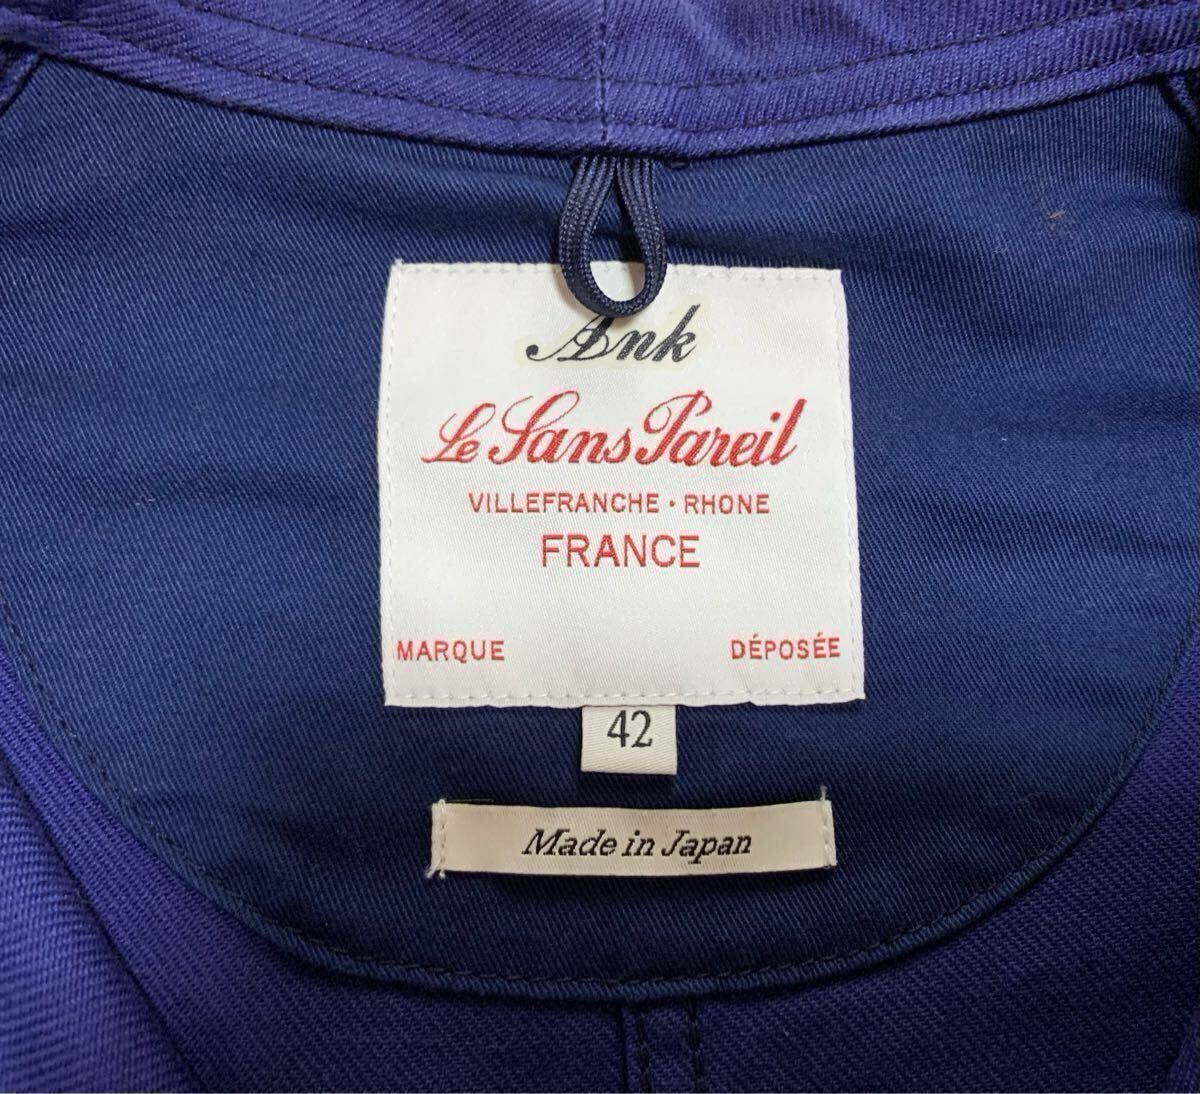 Ank
Le Sans Pareil
VILLEFRANCHE · RHONE
FRANCE
MARQUE DÉPOSÉE
42
Made in Japan